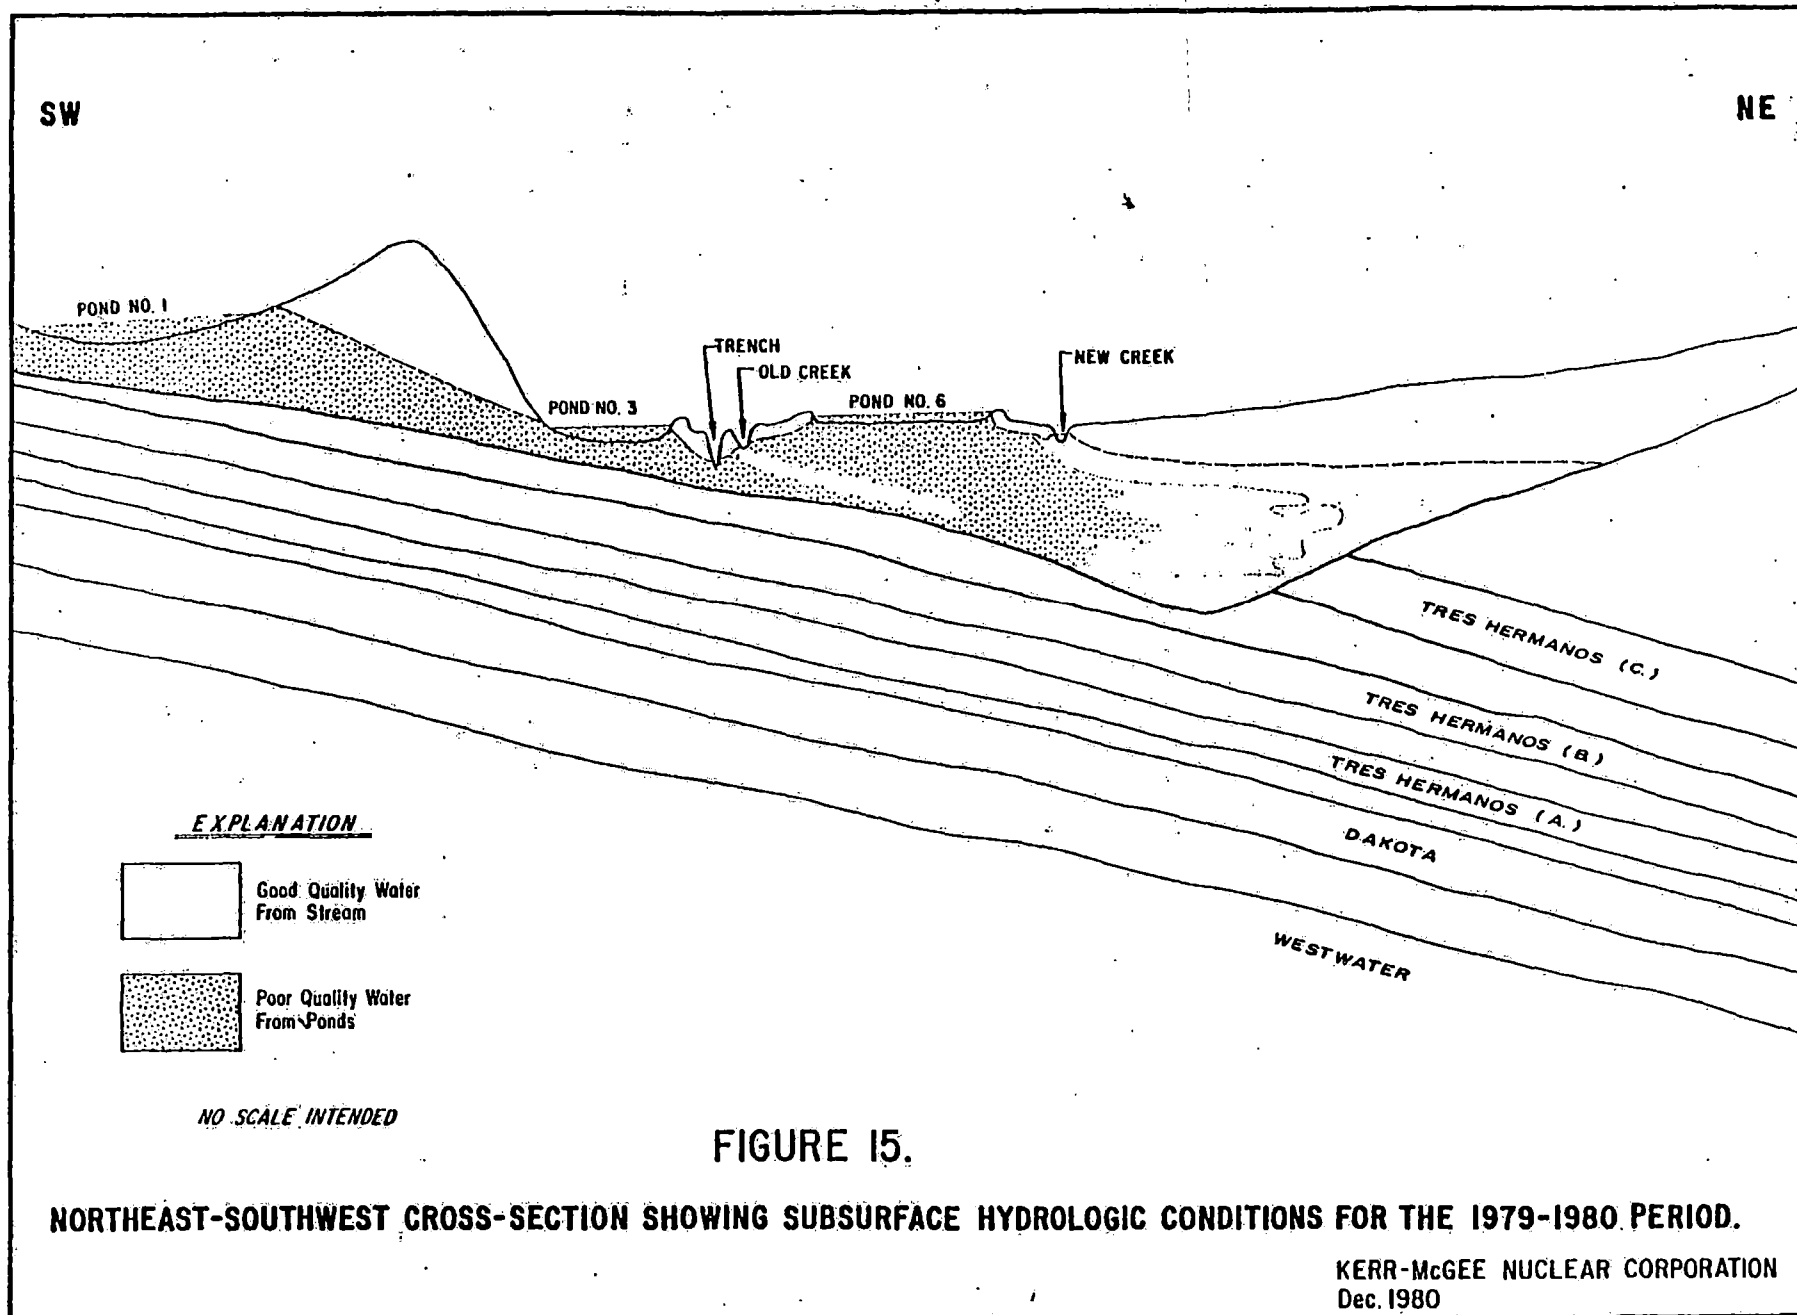 SW
NE
POND NO. 1
TRENCH
OLD CREEK
NEW CREEK
POND NO. 3
POND NO. 6
TRES HERMANOS (C.)
TRES HERMANOS (B)
TRES HERMANOS (A.)
DAKOTA
WESTWATER
EXPLANATION
Good Quality Water
From Stream
Poor Quality Water
From Ponds
NO SCALE INTENDED
FIGURE 15.
NORTHEAST-SOUTHWEST CROSS-SECTION SHOWING SUBSURFACE HYDROLOGIC CONDITIONS FOR THE 1979-1980 PERIOD.
KERR-McGEE NUCLEAR CORPORATION
Dec. 1980